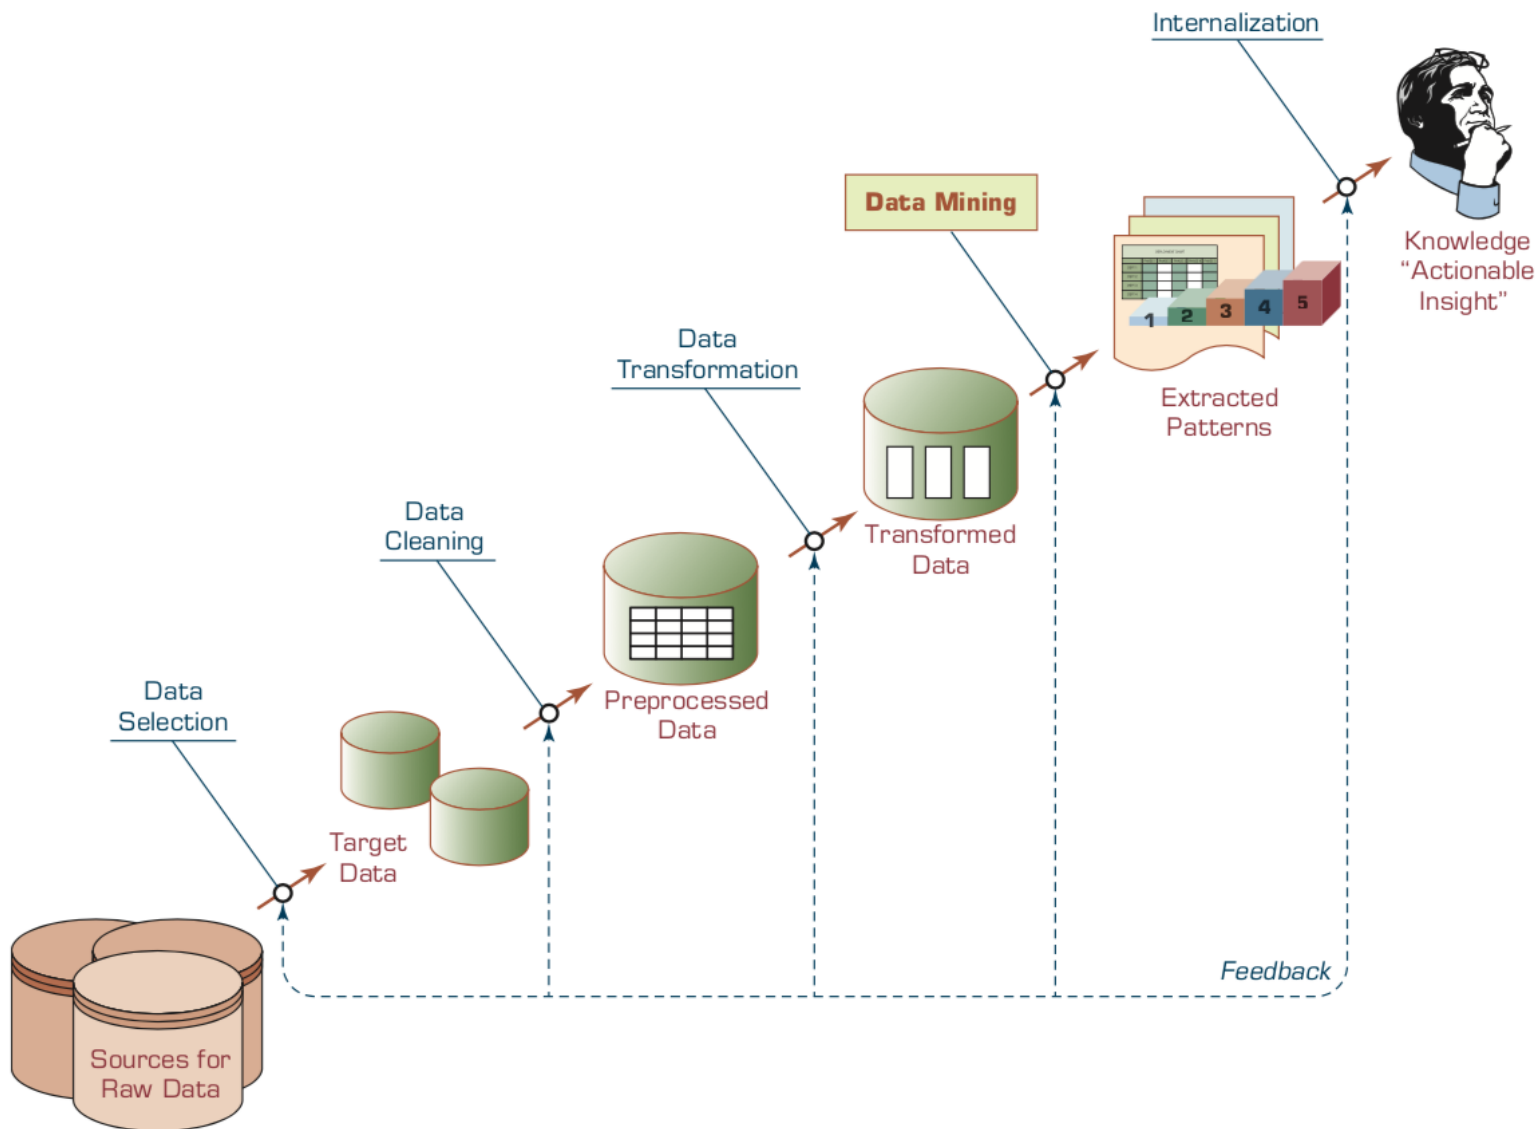 Internalization
Knowledge
“Actionable
Insight”
Data Mining
1
2
3
4
5
Extracted
Patterns
Data
Transformation
Transformed
Data
Data
Cleaning
Preprocessed
Data
Data
Selection
Target
Data
Feedback
Sources for
Raw Data